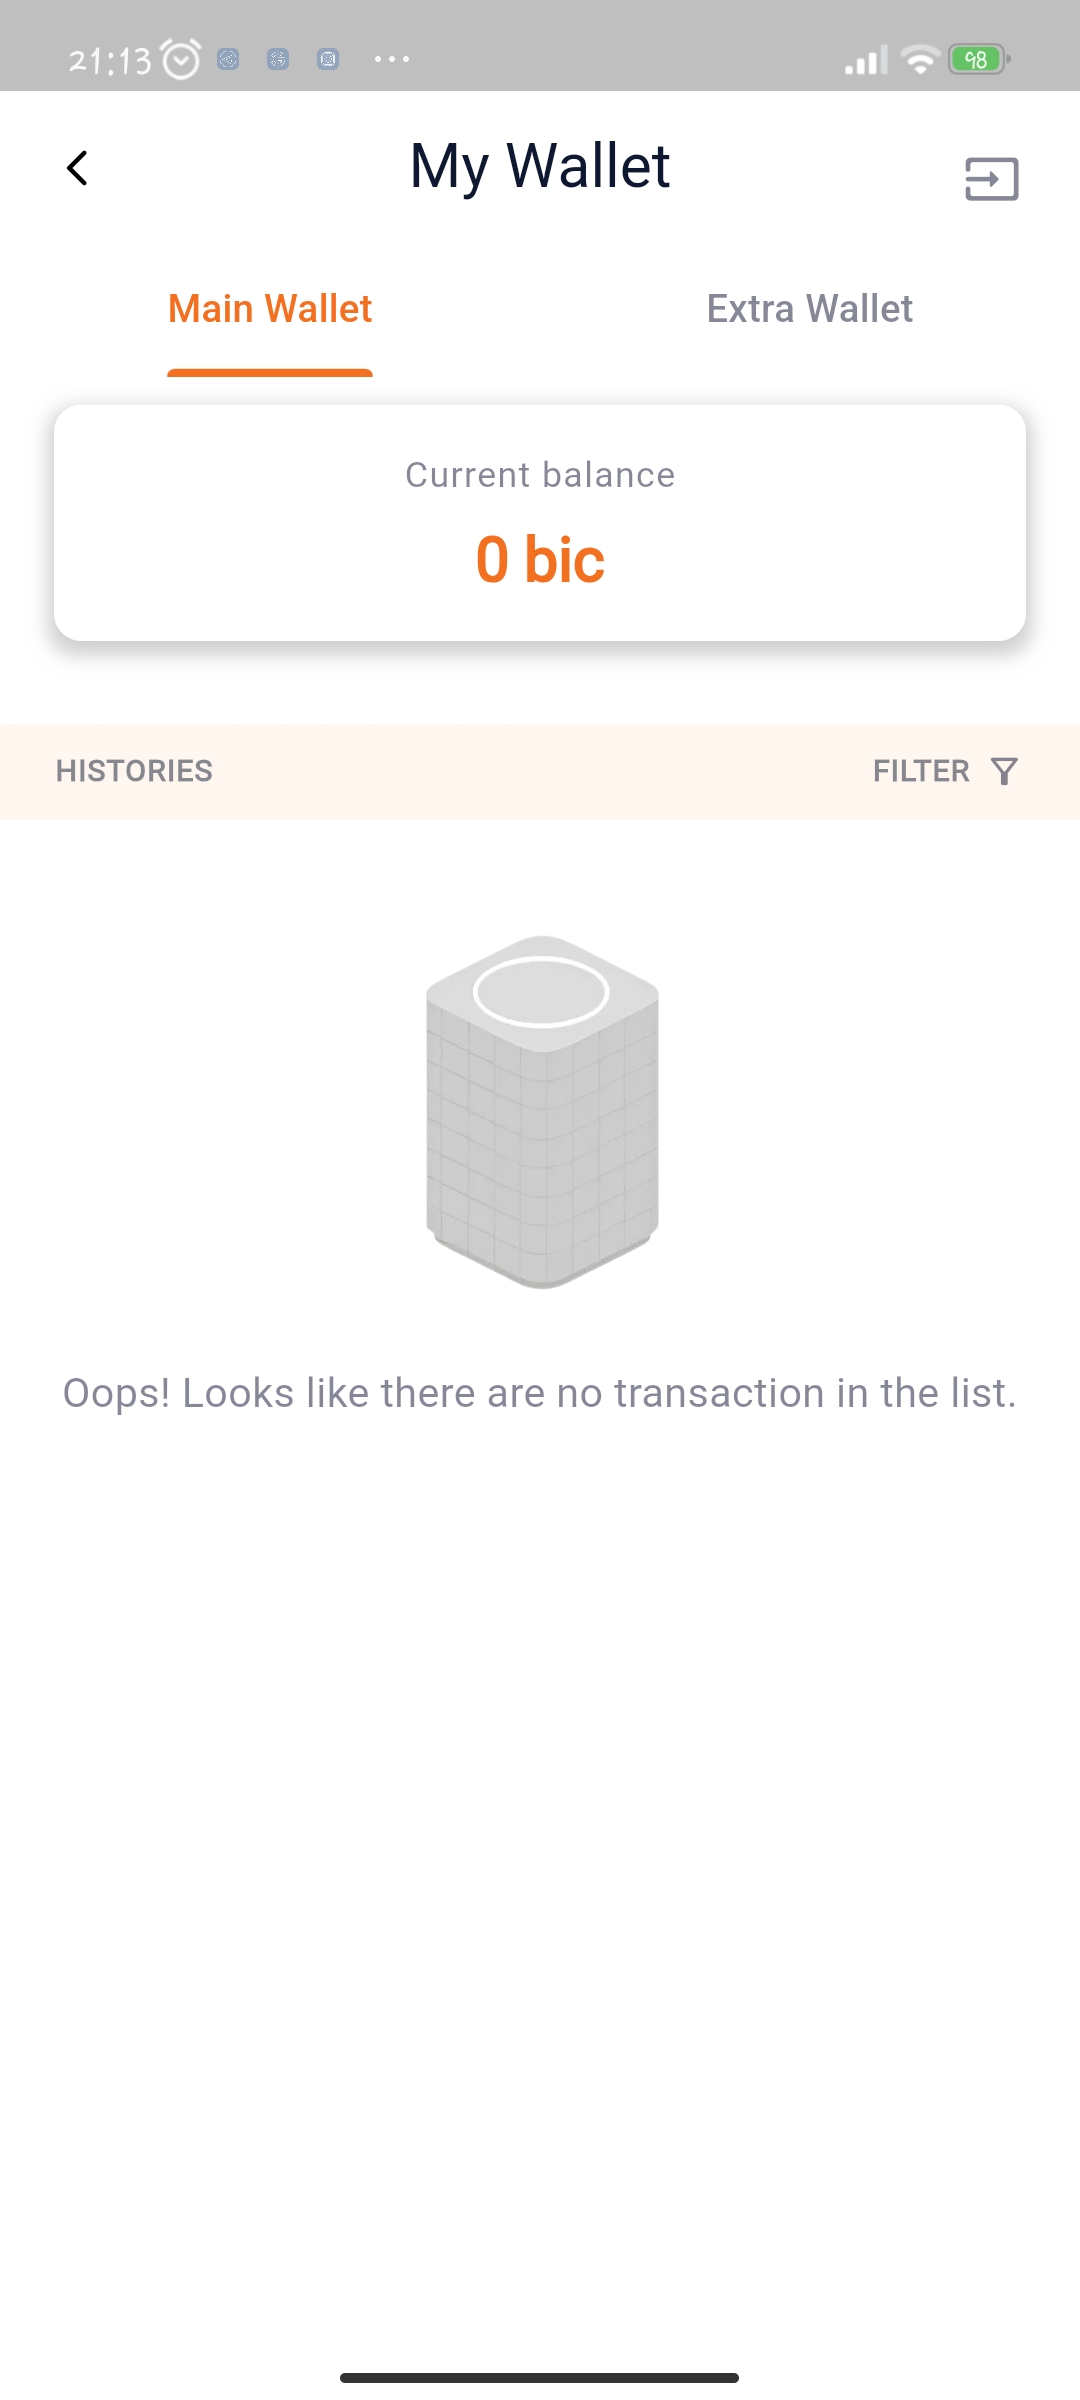 21:13
98
My Wallet
Main Wallet
Extra Wallet
Current balance
0 bic
HISTORIES
FILTER
Oops! Looks like there are no transaction in the list.